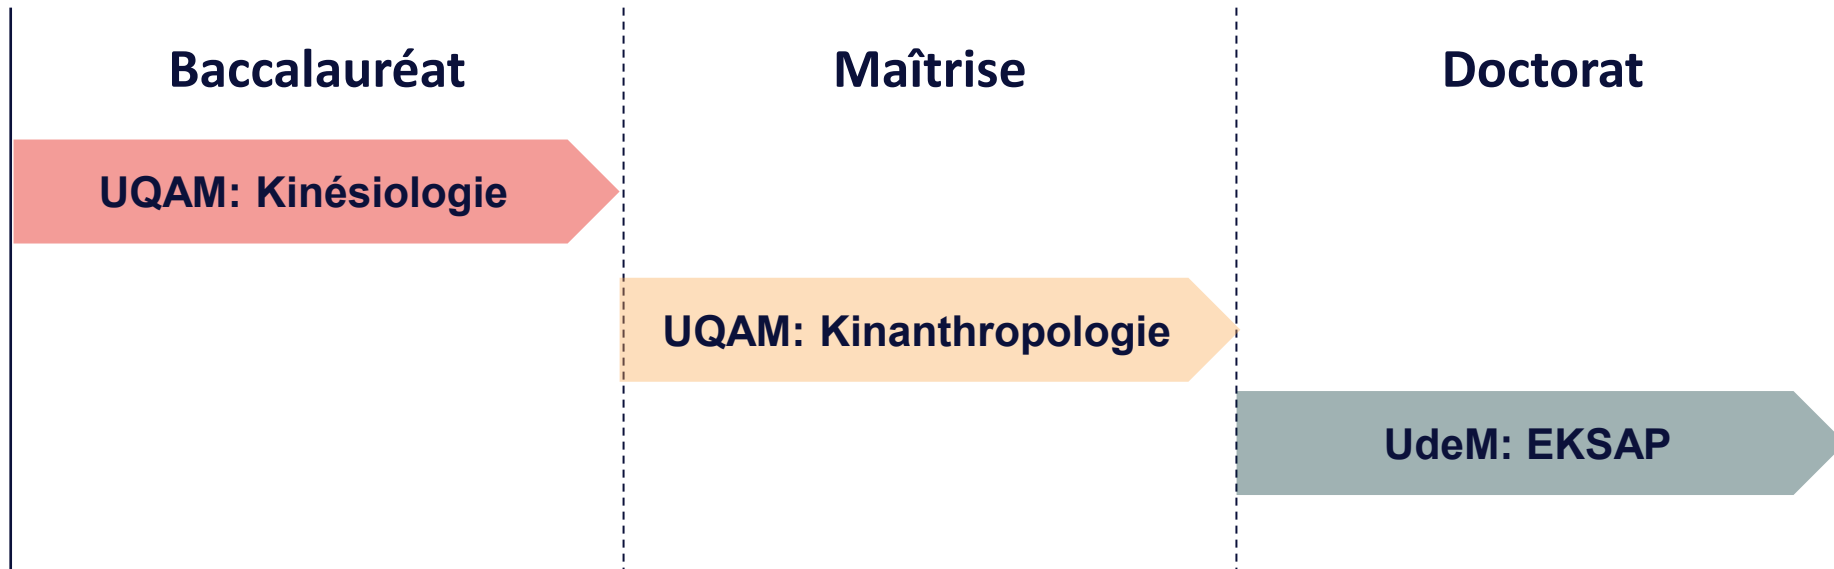 Baccalauréat
Maîtrise
Doctorat
UQAM: Kinésiologie
UQAM: Kinanthropologie
UdeM: EKSAP